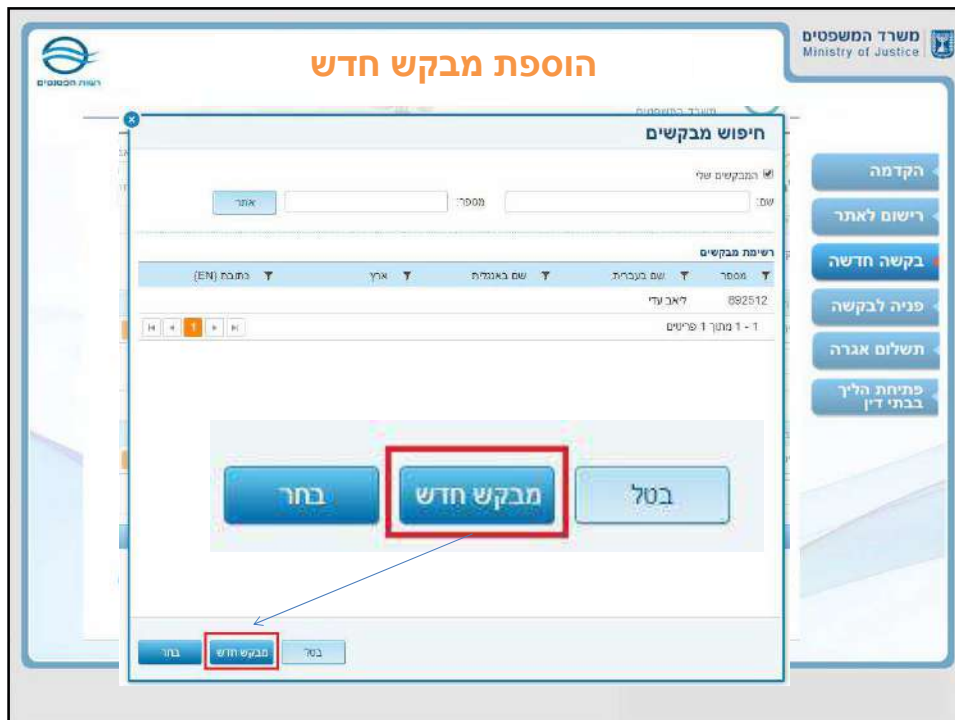 משרד המשפטים
Ministry of Justice
רשות הפטנטים
הוספת מבקש חדש
חיפוש מבקשים
המבקשים שלי
שם: מספר: אתר
רשימת מבקשים
מספר שם בעברית שם באנגלית ארץ כתובת (EN)
892512 ליאב עדי
1 - 1 מתוך 1 פריטים
1
בטל מבקש חדש בחר
בטל מבקש חדש בחר
הקדמה
רישום לאתר
בקשה חדשה
פניה לבקשה
תשלום אגרה
פתיחת הליך
בבתי דין